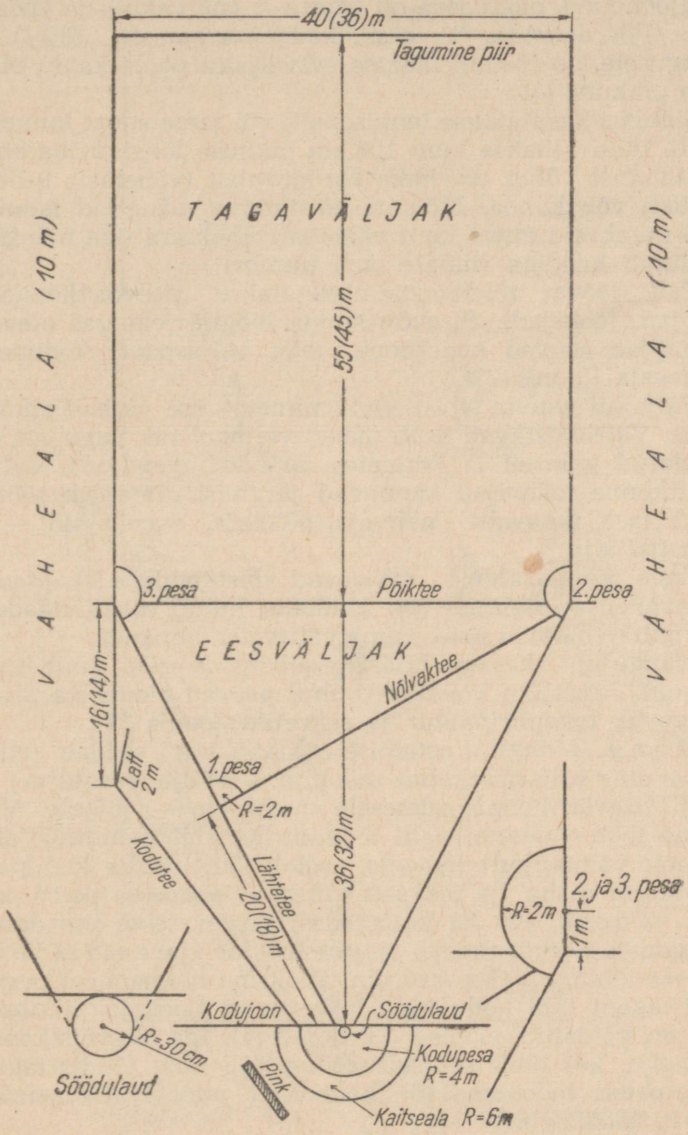 40(36)m
Tagumine piir
TAGAVÄLJAK
VAHEALA (10 m)
VAHEALA (10 m)
55(45)m
3. pesa
Põiktee
2. pesa
EESVÄLJAK
Nõlvaktee
16(14)m
Latt
2m
1. pesa
R=2m
36(32)m
Kodutee
Lähtetee
20(18)m
2. ja 3. pesa
R=2m
1m
Kodujoon
Söödulaud
R=30cm
Söödulaud
Kodupesa
R=4m
Pink
Kaitseala R=6m